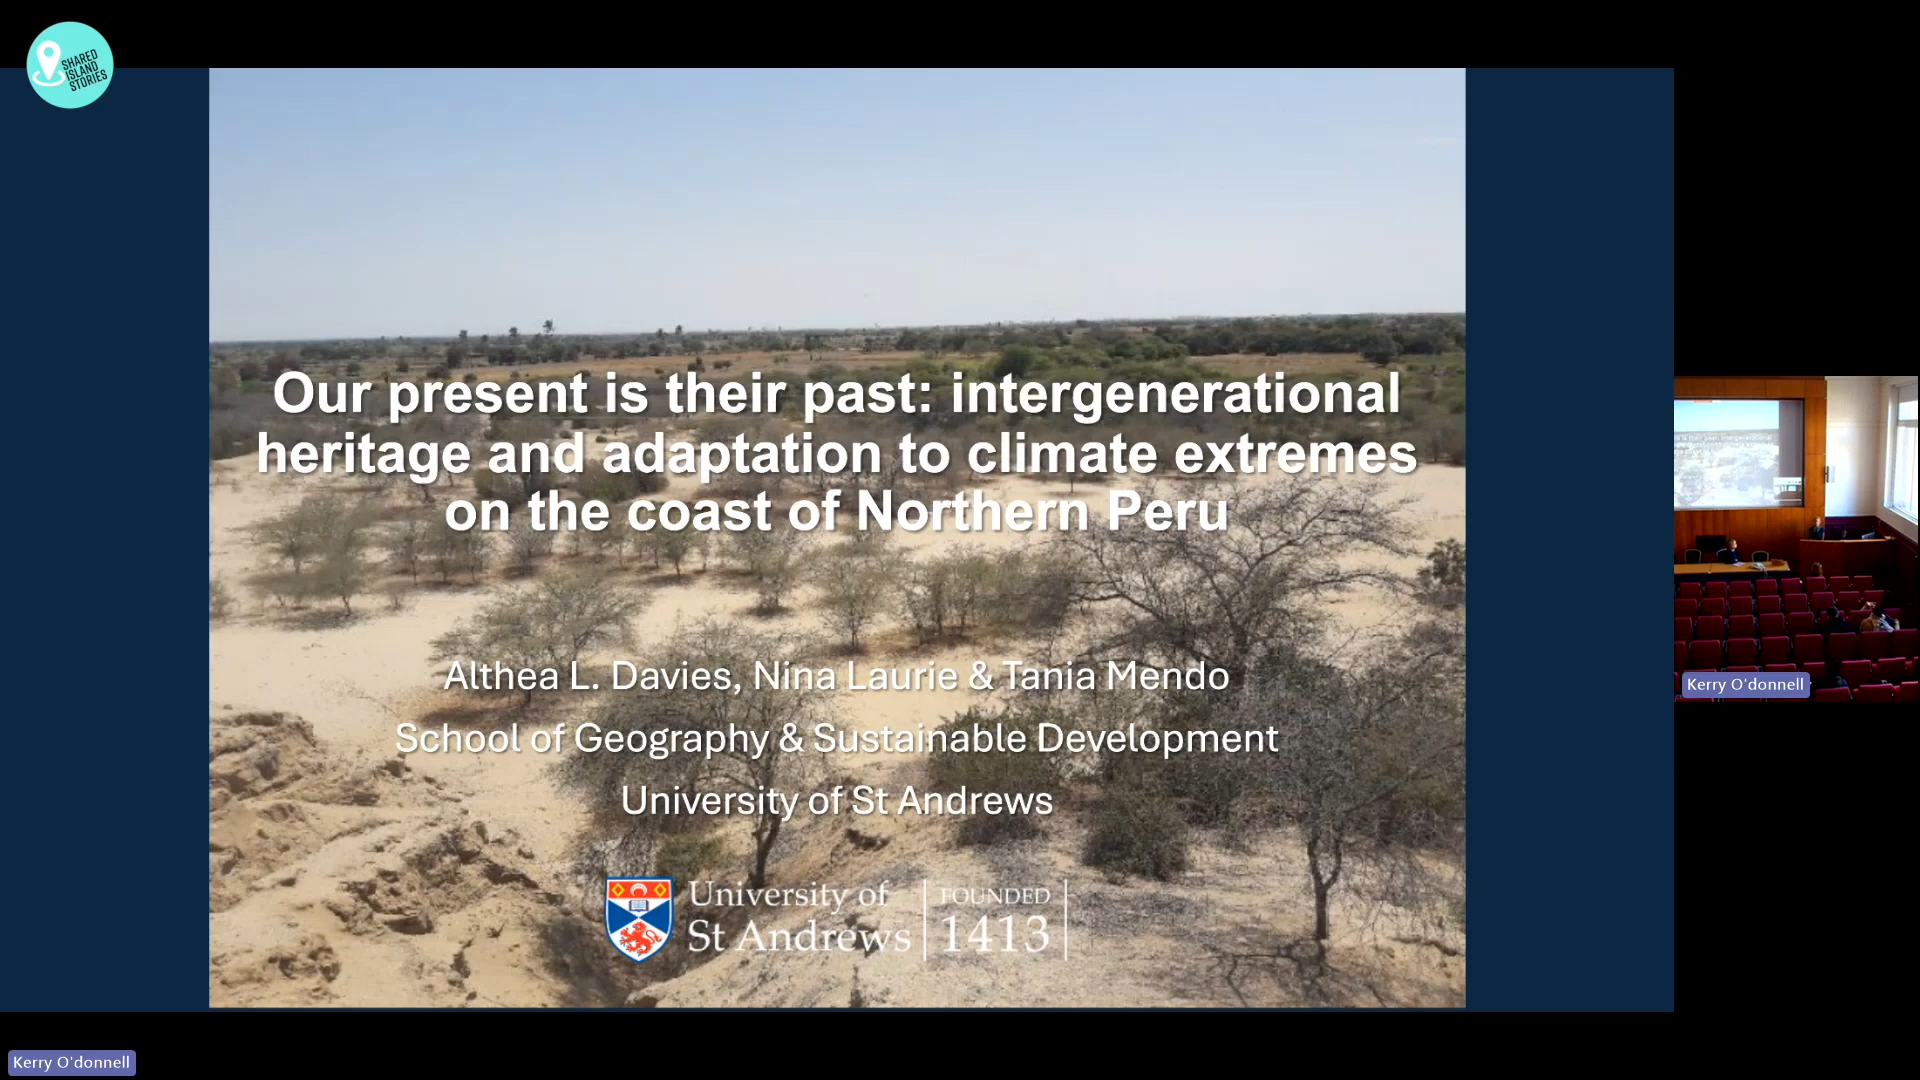 SHARED
ISLAND
STORIES
Our present is their past: intergenerational
heritage and adaptation to climate extremes
on the coast of Northern Peru
Althea L. Davies, Nina Laurie & Tania Mendo
School of Geography & Sustainable Development
University of St Andrews
University of
St Andrews
FOUNDED
1413
Kerry O'donnell
Kerry O'donnell